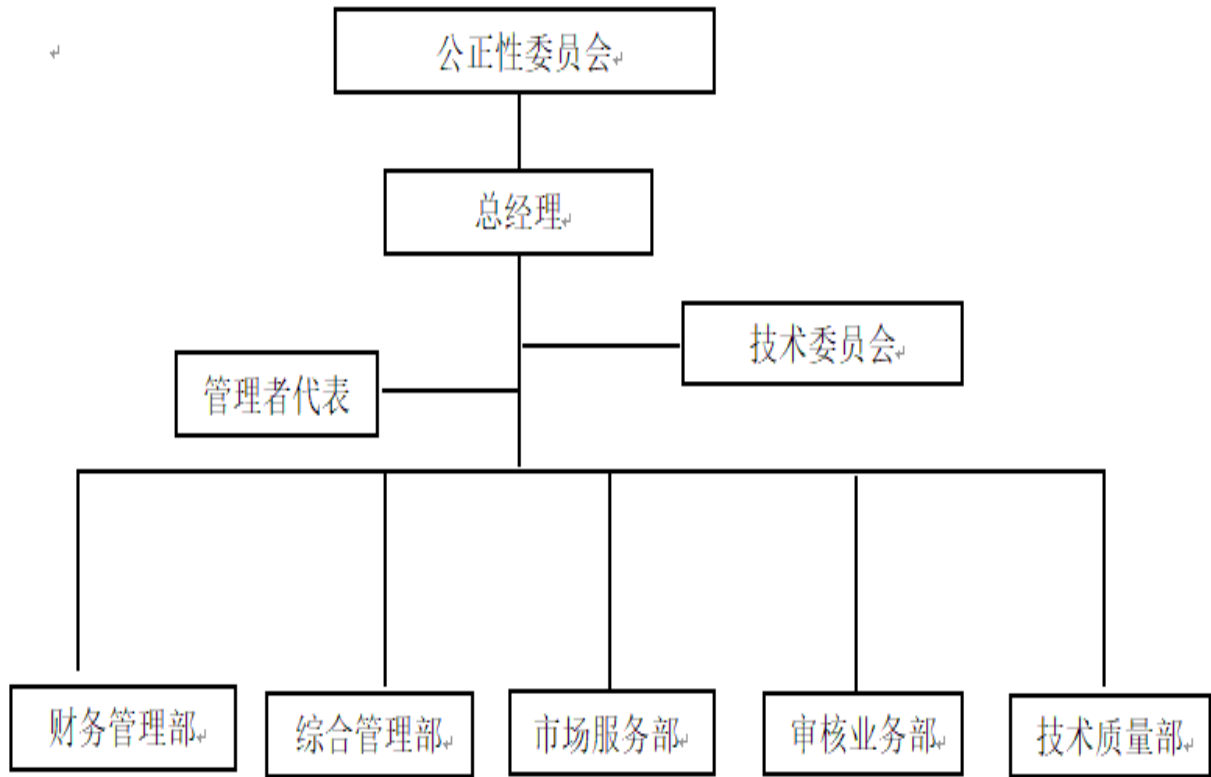 公正性委员会
总经理
技术委员会
管理者代表
财务管理部
综合管理部
市场服务部
审核业务部
技术质量部